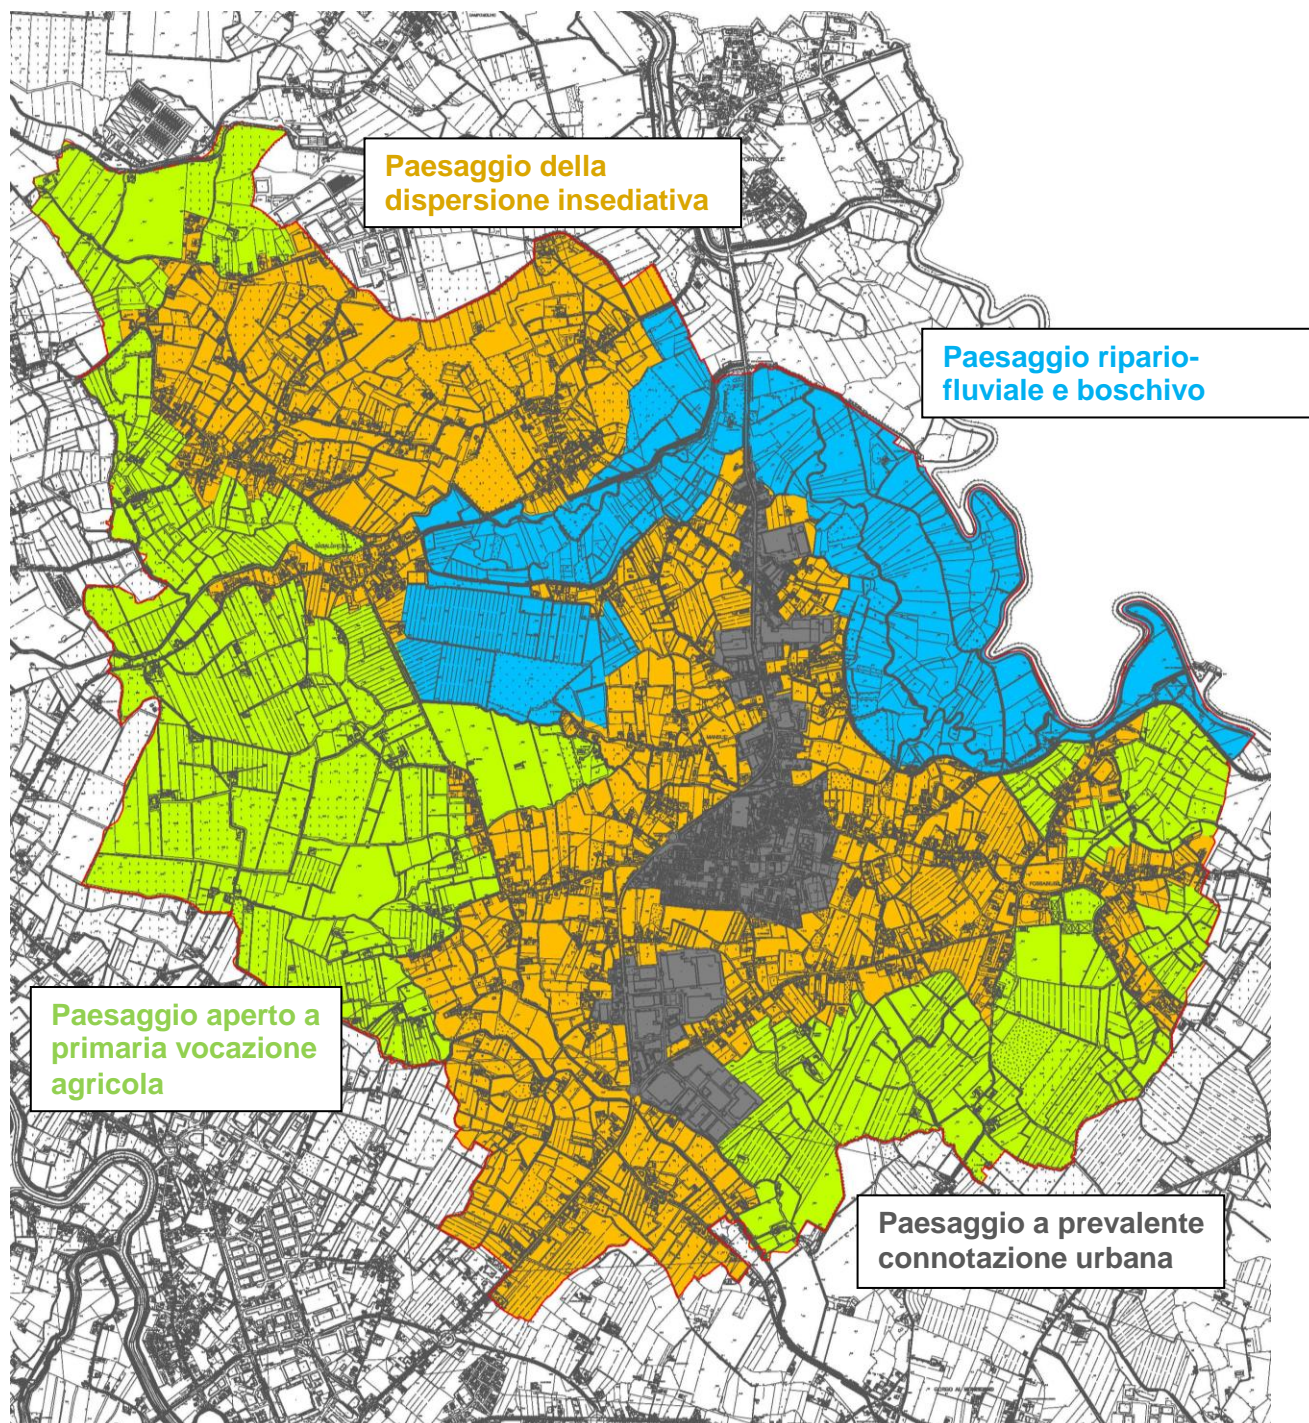 Paesaggio della
dispersione insediativa
Paesaggio ripario-
fluviale e boschivo
Paesaggio aperto a
primaria vocazione
agricola
Paesaggio a prevalente
connotazione urbana